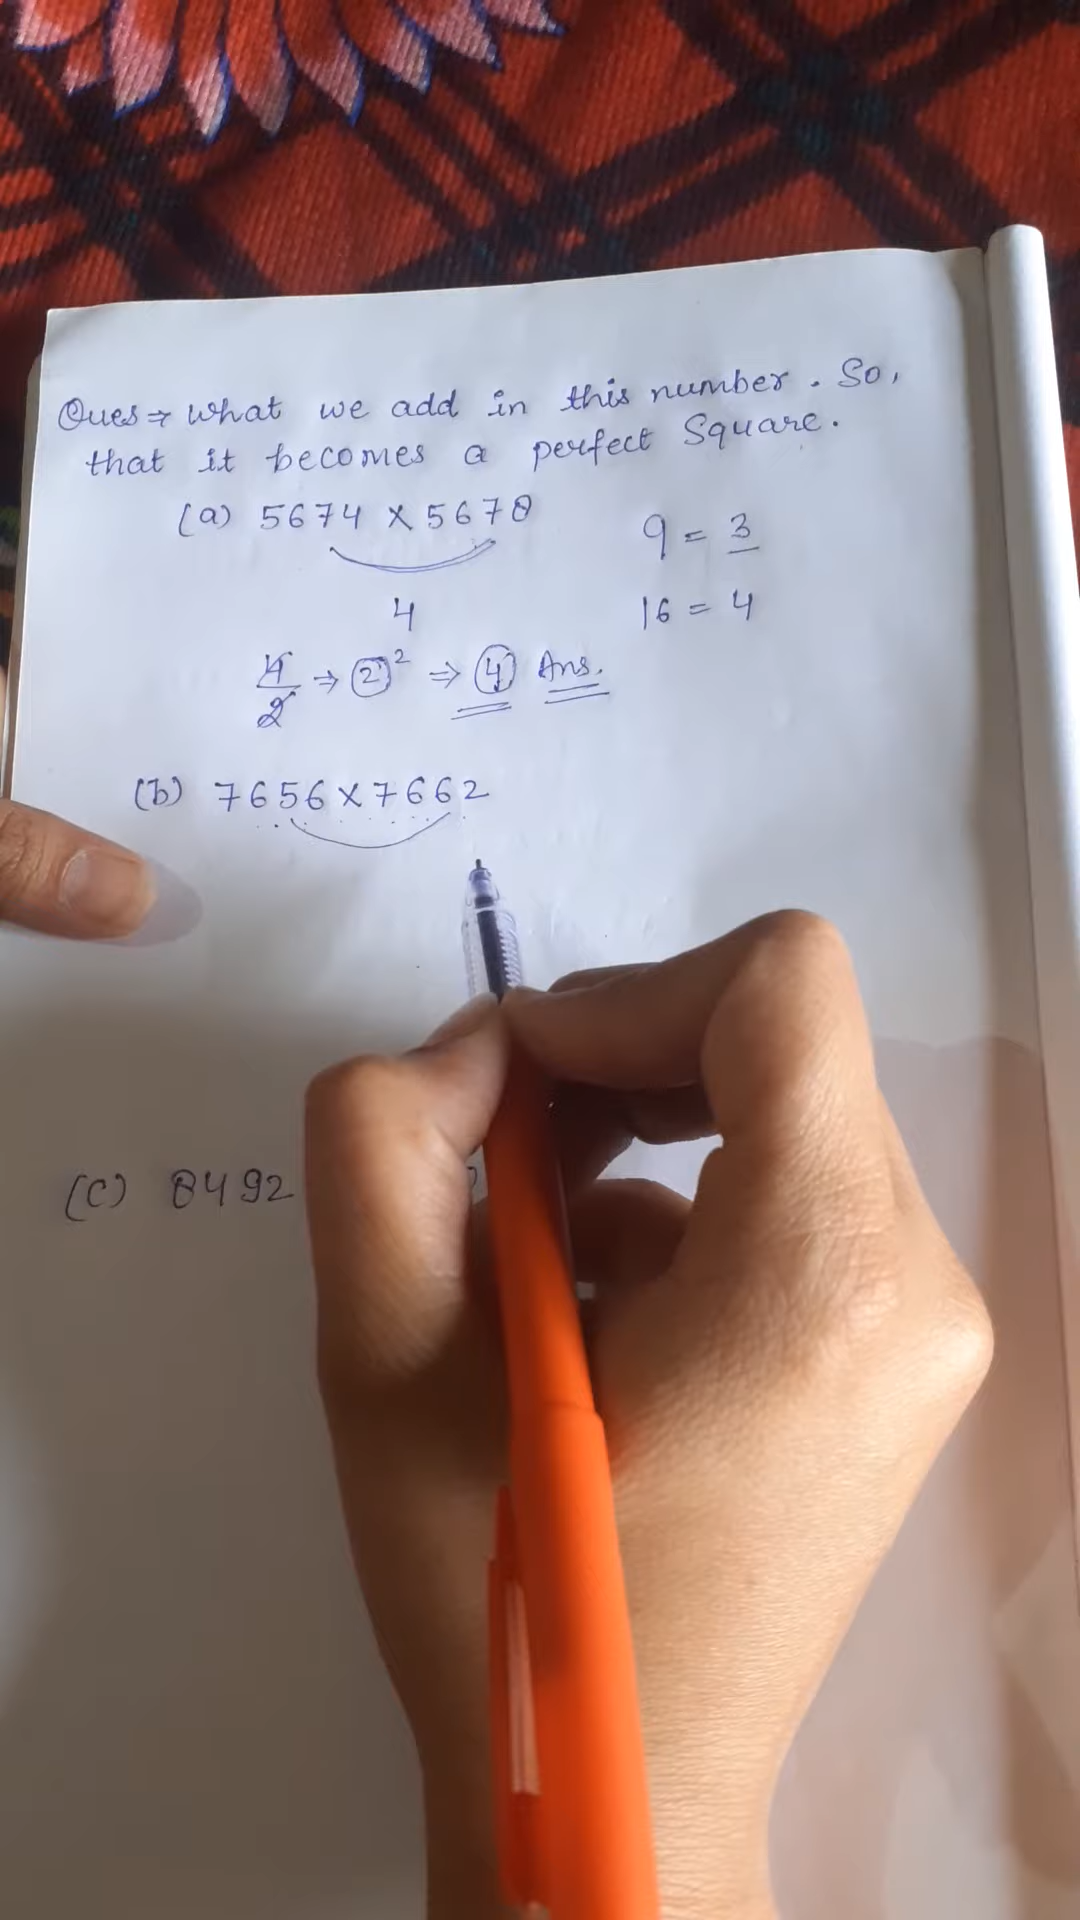 Ques ⇒ What we add in this number. So,
that it becomes a perfect Square.
(a) 5674 × 5678
9 = 3
4
16 = 4
4/2 ⇒ 2² ⇒ 4 Ans.
(b) 7656 × 7662
(c) 8492